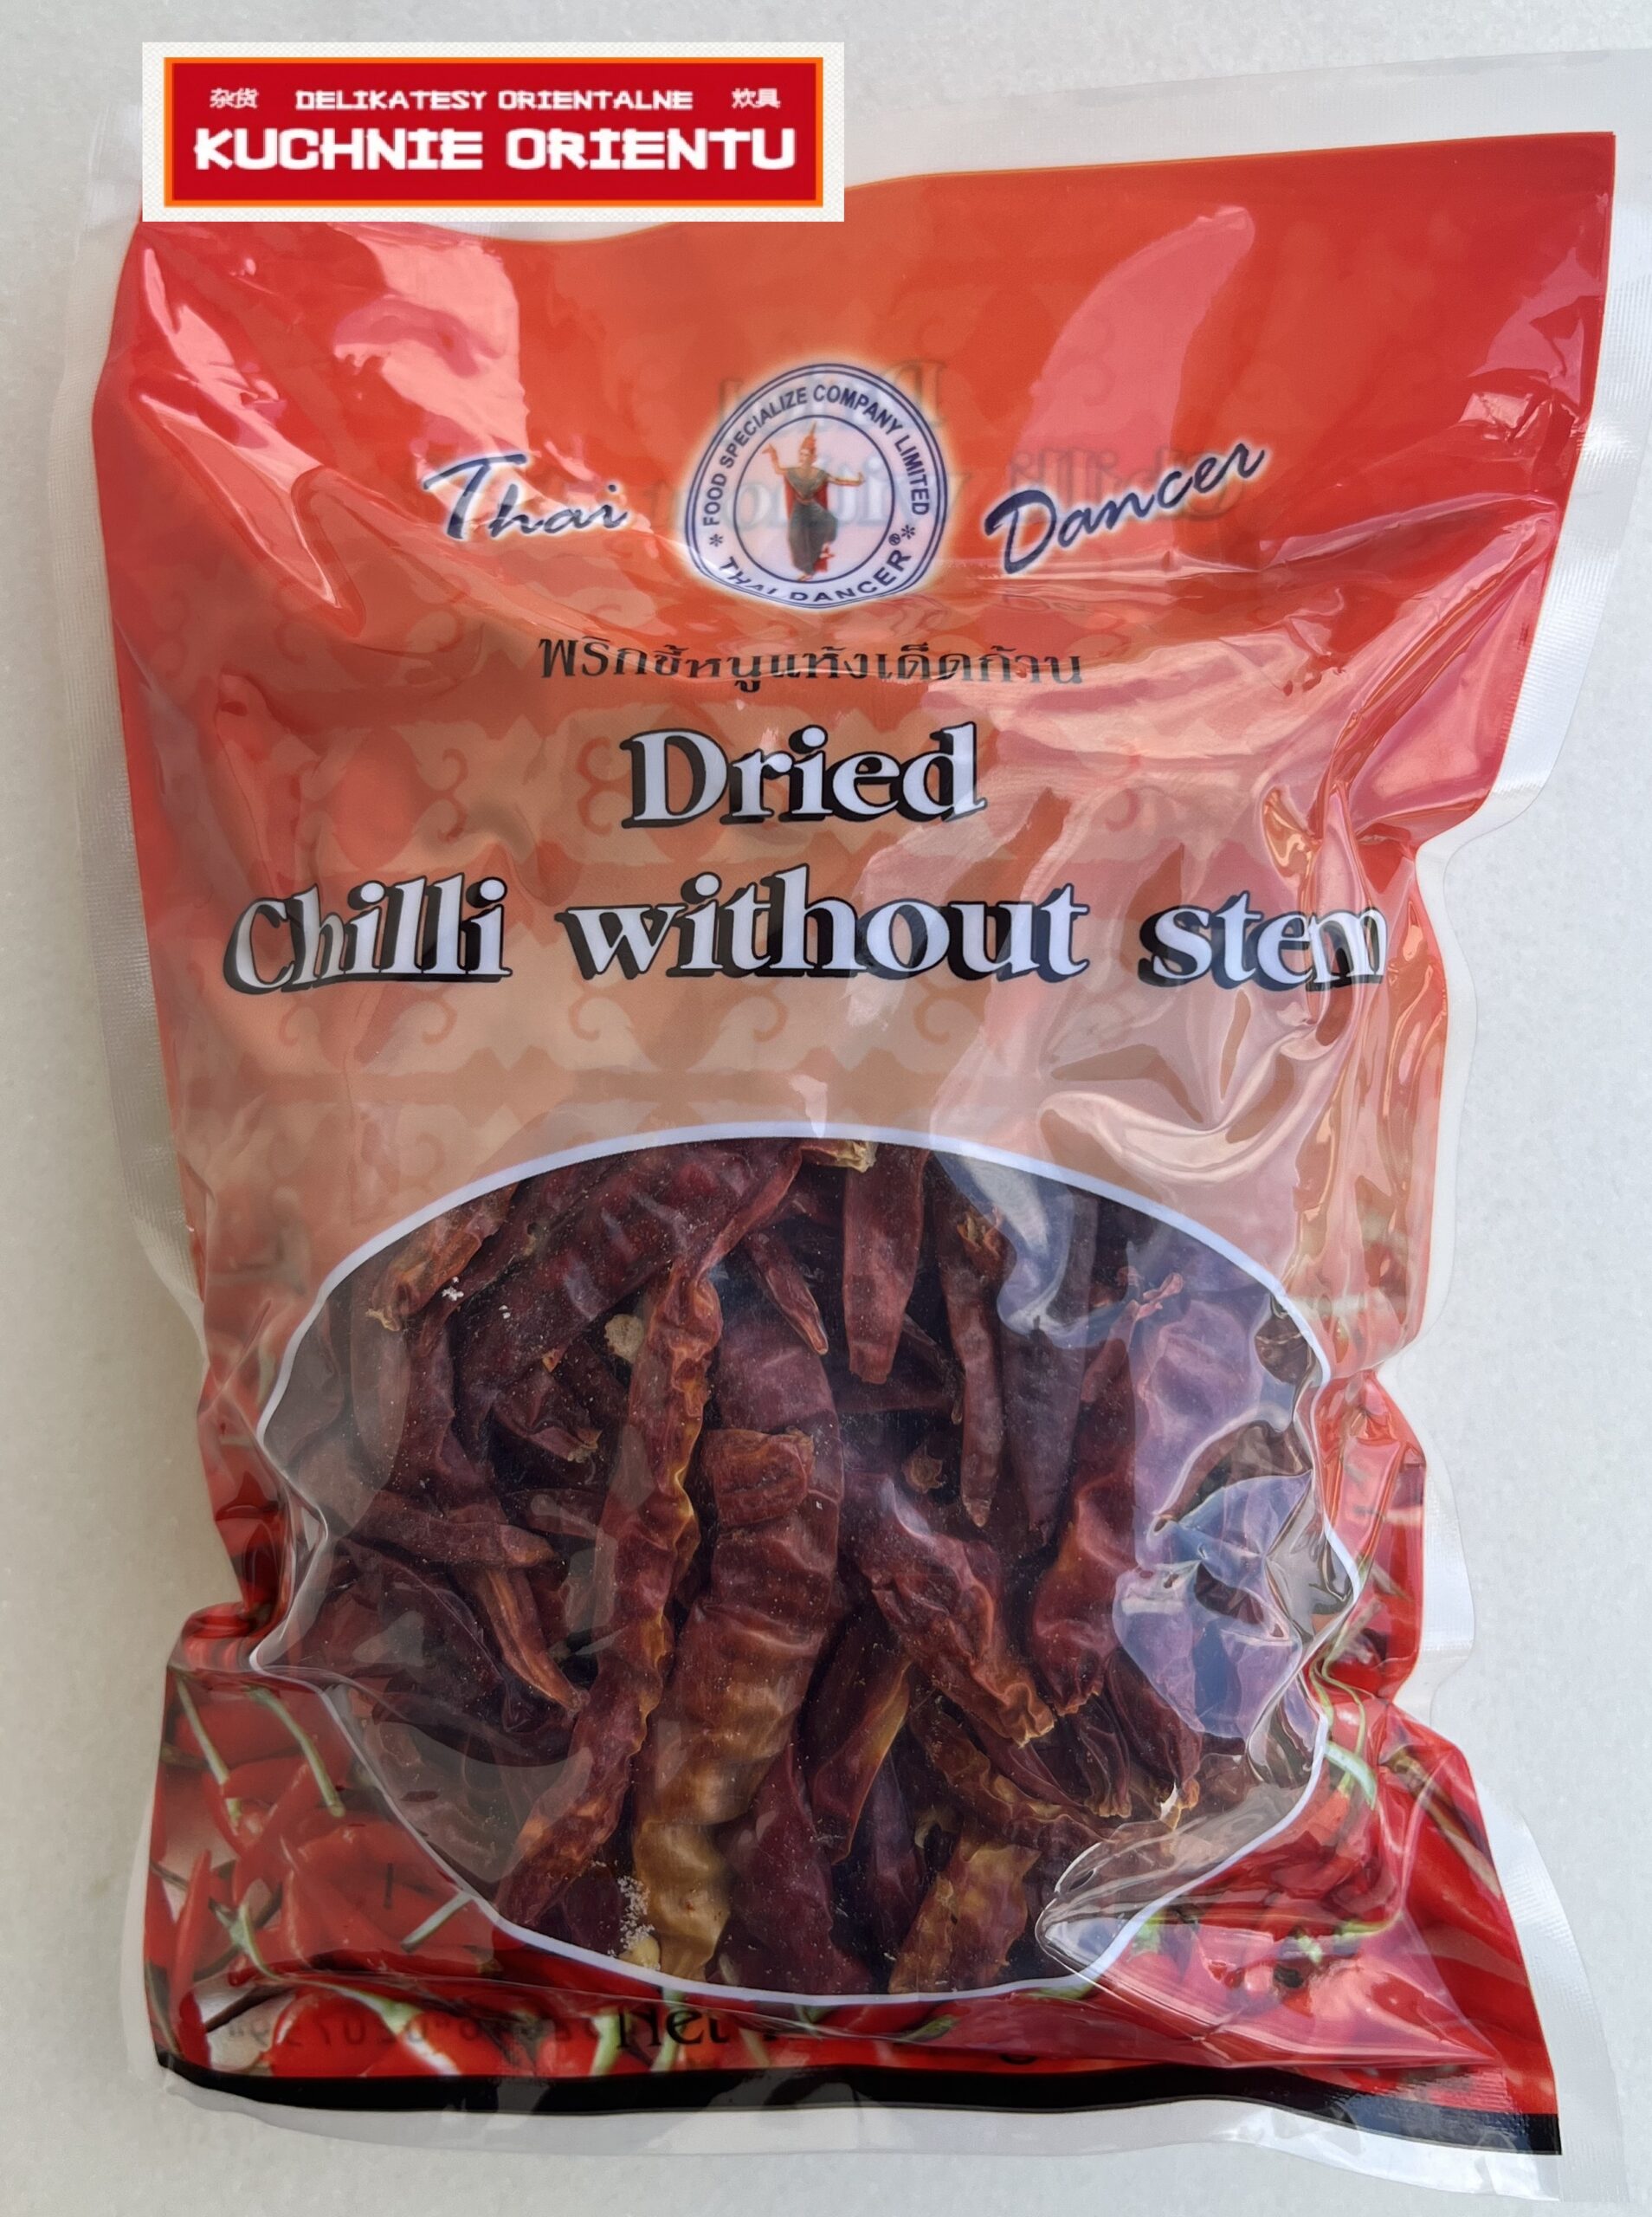 杂货 DELIKATESY ORIENTALNE 炊具
KUCHNIE ORIENTU
FOOD SPECIALIZE COMPANY LIMITED
Thai Dancer
THAI DANCER®
พริกขี้หนูแห้งเด็ดก้าน
Dried
Chilli without stem
Net